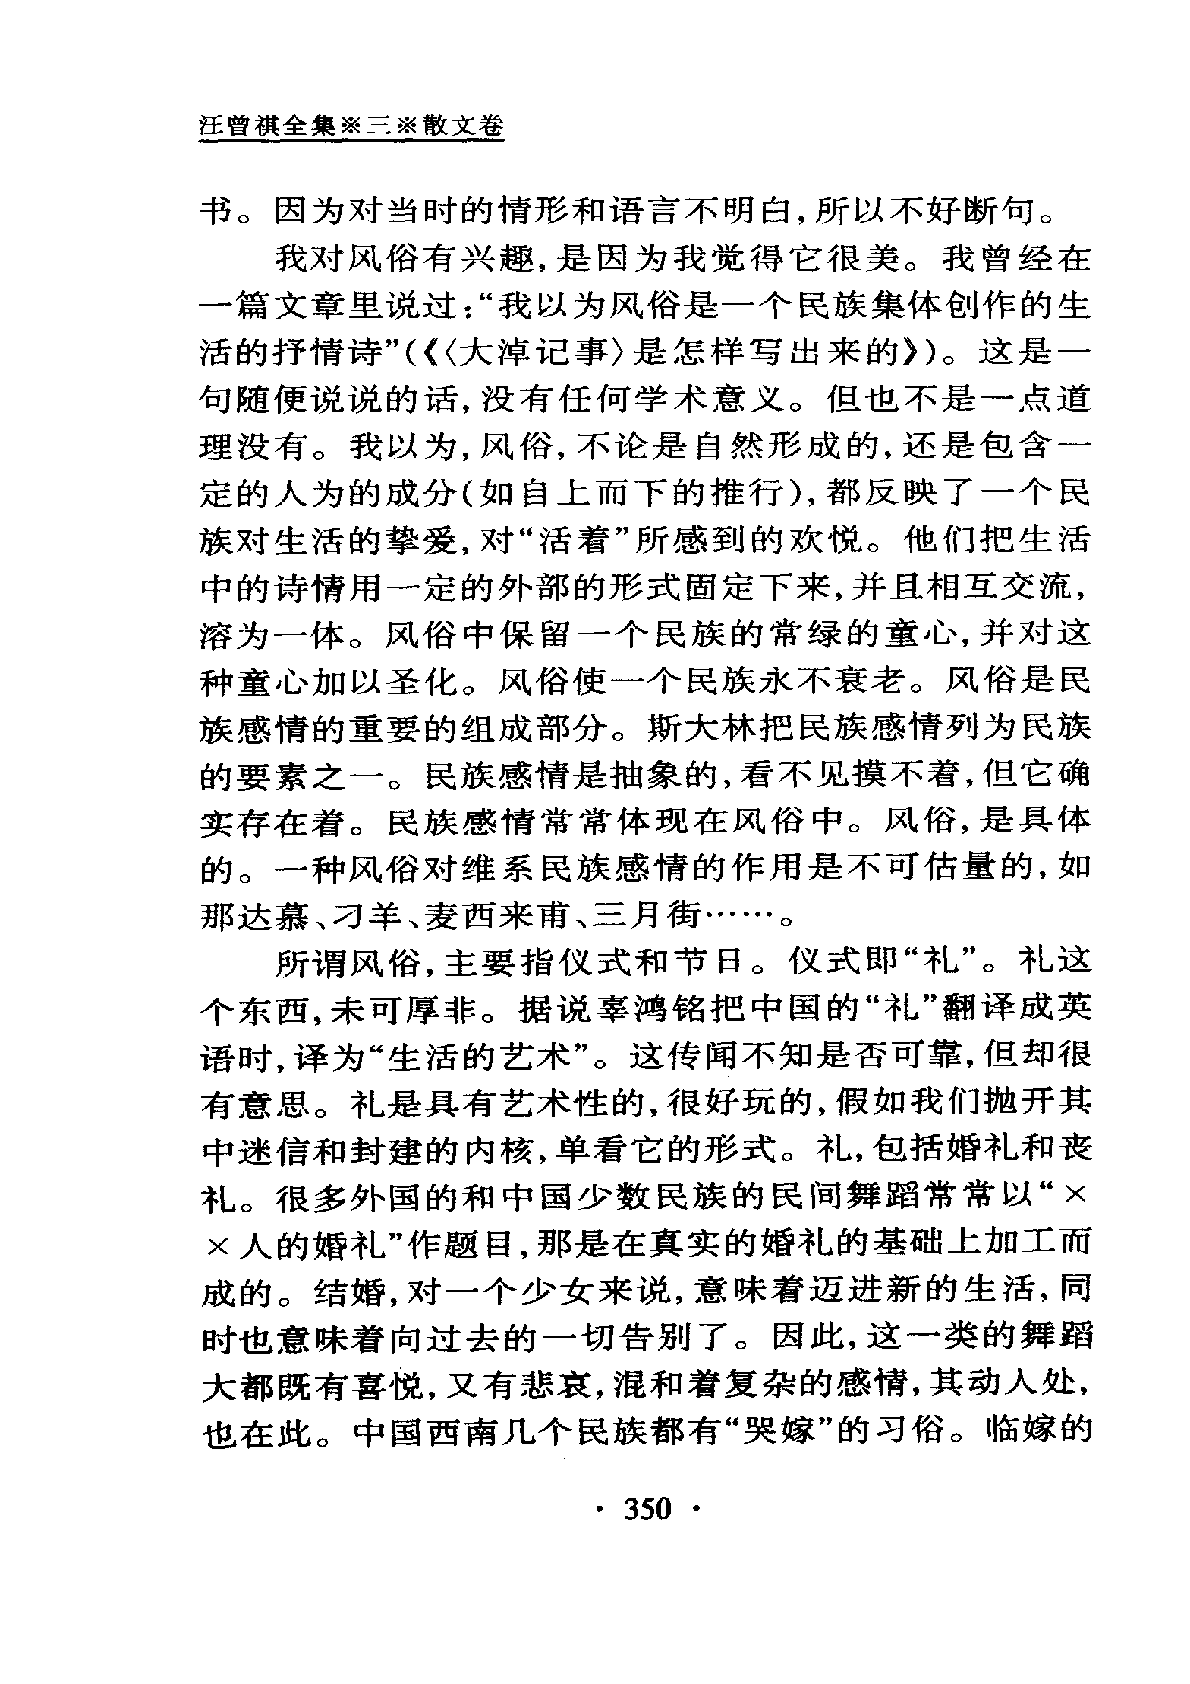 汪曾祺全集※三※散文卷
书。因为对当时的情形和语言不明白,所以不好断句。
我对风俗有兴趣,是因为我觉得它很美。我曾经在
一篇文章里说过:“我以为风俗是一个民族集体创作的生
活的抒情诗”(《〈大淖记事〉是怎样写出来的》)。这是一
句随便说说的话,没有任何学术意义。但也不是一点道
理没有。我以为,风俗,不论是自然形成的,还是包含一
定的人为的成分(如自上而下的推行),都反映了一个民
族对生活的挚爱,对“活着”所感到的欢悦。他们把生活
中的诗情用一定的外部的形式固定下来,并且相互交流,
溶为一体。风俗中保留一个民族的常绿的童心,并对这
种童心加以圣化。风俗使一个民族永不衰老。风俗是民
族感情的重要的组成部分。斯大林把民族感情列为民族
的要素之一。民族感情是抽象的,看不见摸不着,但它确
实存在着。民族感情常常体现在风俗中。风俗,是具体
的。一种风俗对维系民族感情的作用是不可估量的,如
那达慕、刁羊、麦西来甫、三月街……。
所谓风俗,主要指仪式和节日。仪式即“礼”。礼这
个东西,未可厚非。据说辜鸿铭把中国的“礼”翻译成英
语时,译为“生活的艺术”。这传闻不知是否可靠,但却很
有意思。礼是具有艺术性的,很好玩的,假如我们抛开其
中迷信和封建的内核,单看它的形式。礼,包括婚礼和丧
礼。很多外国的和中国少数民族的民间舞蹈常常以“×
×人的婚礼”作题目,那是在真实的婚礼的基础上加工而
成的。结婚,对一个少女来说,意味着迈进新的生活,同
时也意味着向过去的一切告别了。因此,这一类的舞蹈
大都既有喜悦,又有悲哀,混和着复杂的感情,其动人处,
也在此。中国西南几个民族都有“哭嫁”的习俗。临嫁的
· 350 ·